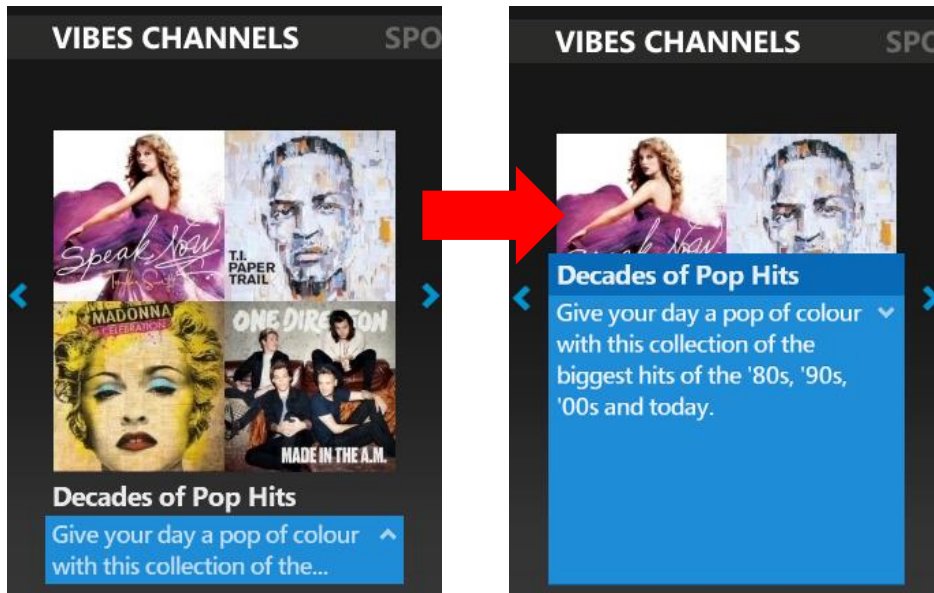 VIBES CHANNELS SPO
Speak Now
Taylor Swift
T.I.
PAPER
TRAIL
MADONNA
CELEBRATION
ONE DIRECTION
MADE IN THE A.M.
Decades of Pop Hits
Give your day a pop of colour
with this collection of the...
VIBES CHANNELS SPO
Speak Now
Decades of Pop Hits
Give your day a pop of colour
with this collection of the
biggest hits of the '80s, '90s,
'00s and today.